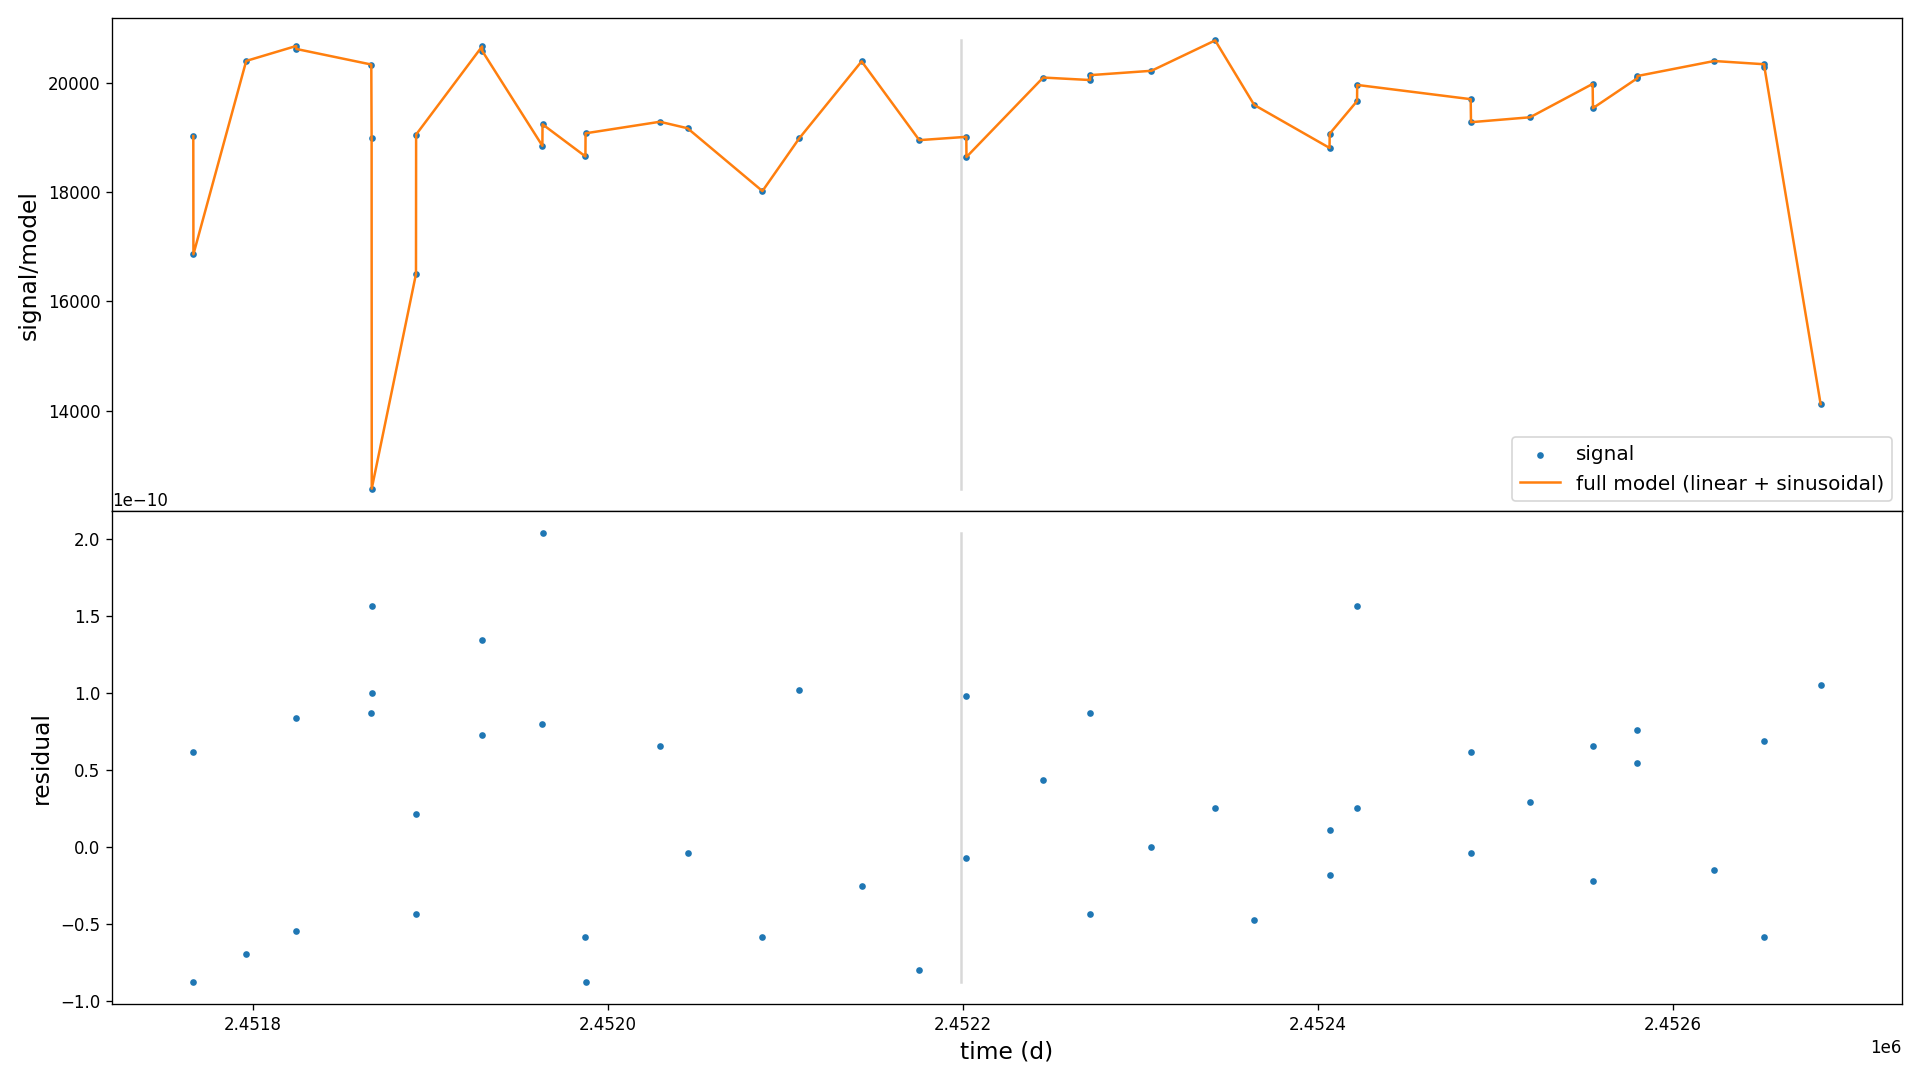 signal/model
20000
18000
16000
14000
signal
full model (linear + sinusoidal)
1e−10
residual
2.0
1.5
1.0
0.5
0.0
−0.5
−1.0
2.4518
2.4520
2.4522
2.4524
2.4526
time (d)
1e6